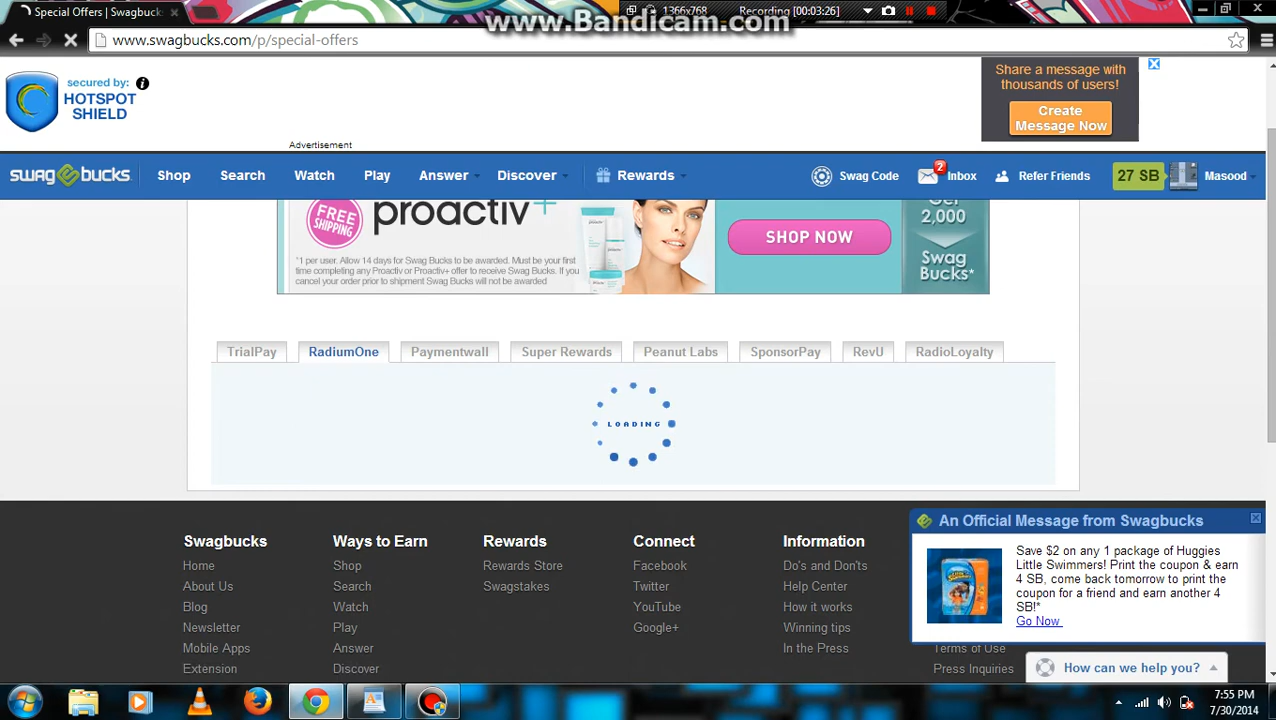 Special Offers | Swagbuck
1366x768
Recording [00:03:26]
www.Bandicam.com
www.swagbucks.com/p/special-offers
secured by:
HOTSPOT
SHIELD
Share a message with
thousands of users!
Create
Message Now
Advertisement
swagbucks
Shop
Search
Watch
Play
Answer
Discover
Rewards
Swag Code
2
Inbox
Refer Friends
27 SB
Masood
FREE
SHIPPING
proactiv+
*1 per user. Allow 14 days for Swag Bucks to be awarded. Must be your first
time completing any Proactiv or Proactiv+ offer to receive Swag Bucks. If you
cancel your order prior to shipment Swag Bucks will not be awarded
SHOP NOW
Get
2,000
Swag
Bucks*
TrialPay
RadiumOne
Paymentwall
Super Rewards
Peanut Labs
SponsorPay
RevU
RadioLoyalty
LOADING
Swagbucks
Home
About Us
Blog
Newsletter
Mobile Apps
Extension
Ways to Earn
Shop
Search
Watch
Play
Answer
Discover
Rewards
Rewards Store
Swagstakes
Connect
Facebook
Twitter
YouTube
Google+
Information
Do's and Don'ts
Help Center
How it works
Winning tips
In the Press
An Official Message from Swagbucks
Save $2 on any 1 package of Huggies
Little Swimmers! Print the coupon & earn
4 SB, come back tomorrow to print the
coupon for a friend and earn another 4
SB!*
Go Now
Terms of Use
Press Inquiries
How can we help you?
7:55 PM
7/30/2014